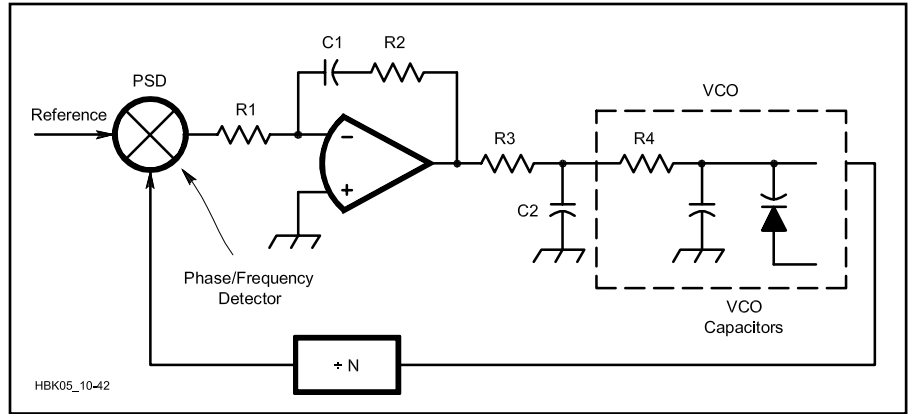 C1
R2
PSD
VCO
Reference
R1
−
+
R3
R4
C2
Phase/Frequency
Detector
VCO
Capacitors
÷ N
HBK05_10-42